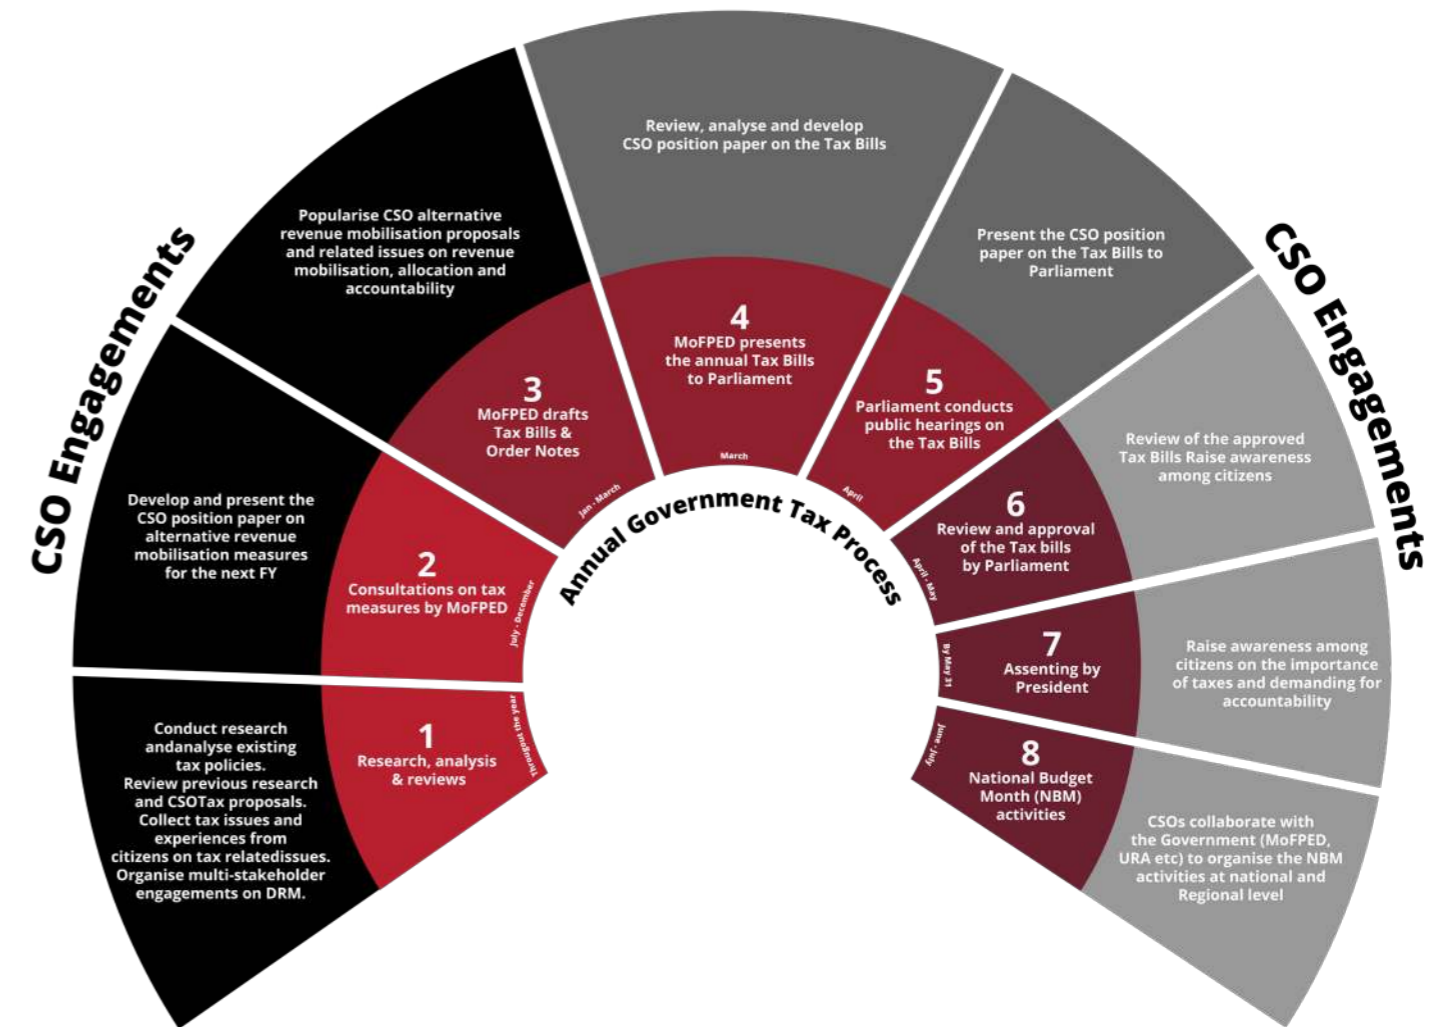 CSO Engagements
CSO Engagements
Annual Government Tax Process
1
Research, analysis
& reviews
Througout the year
Conduct research
andanalyse existing
tax policies.
Review previous research
and CSOTax proposals.
Collect tax issues and
experiences from
citizens on tax relatedissues.
Organise multi-stakeholder
engagements on DRM.
2
Consultations on tax
measures by MoFPED
July - December
Develop and present the
CSO position paper on
alternative revenue
mobilisation measures
for the next FY
3
MoFPED drafts
Tax Bills &
Order Notes
Jan - March
Popularise CSO alternative
revenue mobilisation proposals
and related issues on revenue
mobilisation, allocation and
accountability
4
MoFPED presents
the annual Tax Bills
to Parliament
March
Review, analyse and develop
CSO position paper on the Tax Bills
5
Parliament conducts
public hearings on
the Tax Bills
April
Present the CSO position
paper on the Tax Bills to
Parliament
6
Review and approval
of the Tax bills
by Parliament
April - May
Review of the approved
Tax Bills Raise awareness
among citizens
7
Assenting by
President
By May 31
Raise awareness among
citizens on the importance
of taxes and demanding for
accountability
8
National Budget
Month (NBM)
activities
June - July
CSOs collaborate with
the Government (MoFPED,
URA etc) to organise the NBM
activities at national and
Regional level